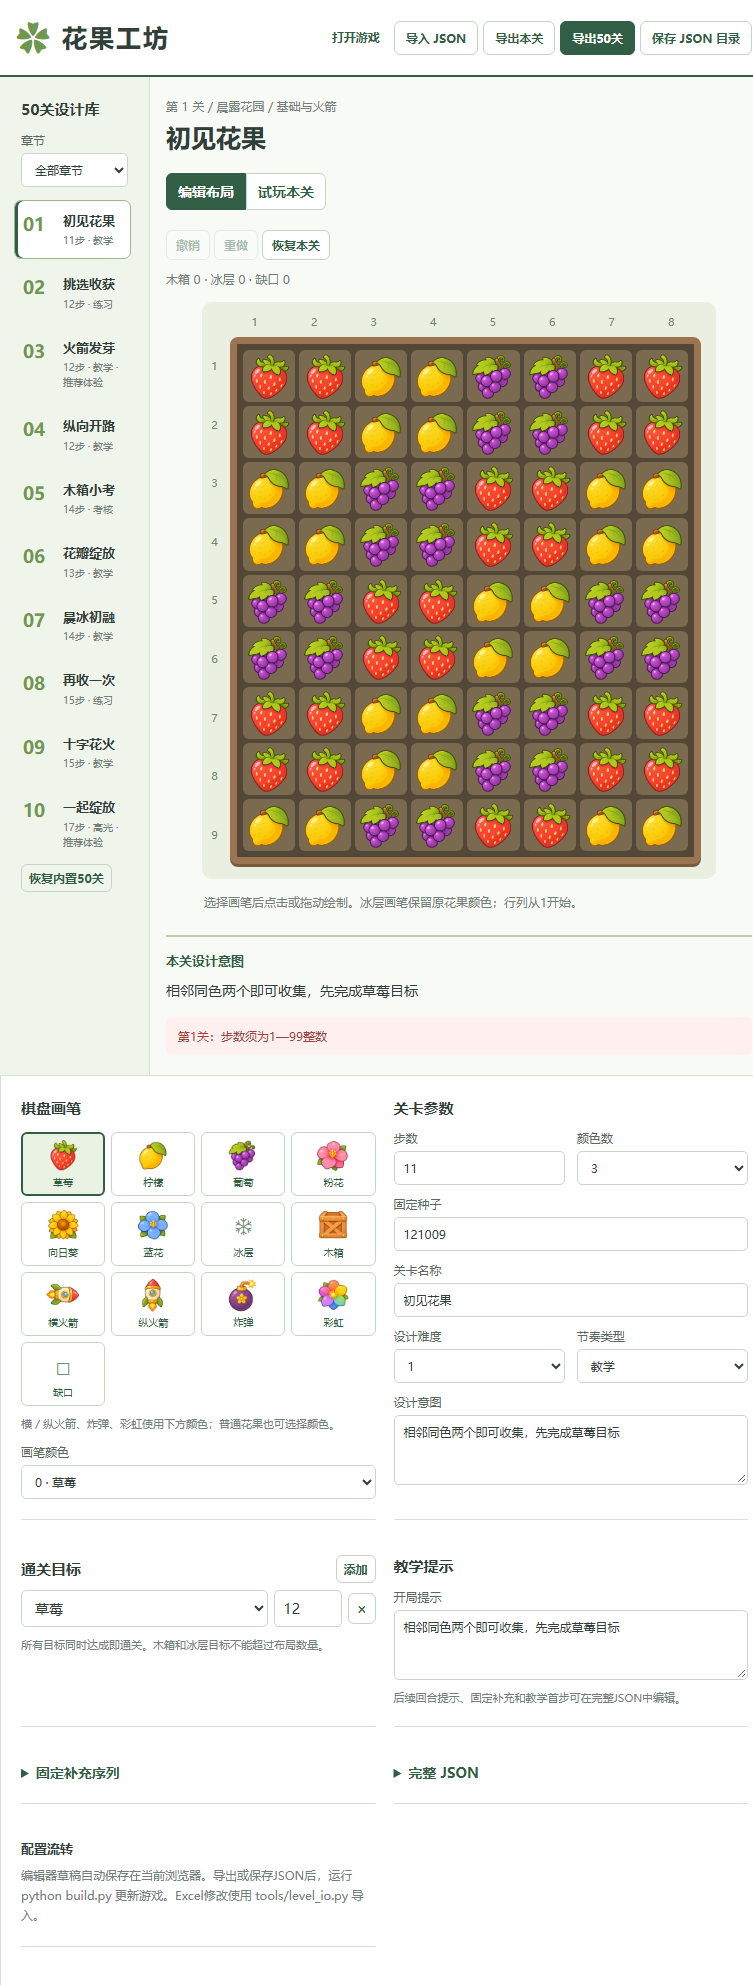 花果工坊
打开游戏
导入 JSON
导出本关
导出50关
保存 JSON 目录
50关设计库
章节
全部章节
01 初见花果
11步 · 教学
02 挑选收获
12步 · 练习
03 火箭发芽
12步 · 教学 ·
推荐体验
04 纵向开路
12步 · 教学
05 木箱小考
14步 · 考核
06 花瓣绽放
13步 · 教学
07 晨冰初融
14步 · 教学
08 再收一次
15步 · 练习
09 十字花火
15步 · 教学
10 一起绽放
17步 · 高光 ·
推荐体验
恢复内置50关
第 1 关 / 晨露花园 / 基础与火箭
初见花果
编辑布局
试玩本关
撤销
重做
恢复本关
木箱 0 · 冰层 0 · 缺口 0
1 2 3 4 5 6 7 8
1
2
3
4
5
6
7
8
9
选择画笔后点击或拖动绘制。冰层画笔保留原花果颜色；行列从1开始。
本关设计意图
相邻同色两个即可收集，先完成草莓目标
第1关：步数须为1—99整数
棋盘画笔
草莓
柠檬
葡萄
粉花
向日葵
蓝花
冰层
木箱
横火箭
纵火箭
炸弹
彩虹
缺口
横 / 纵火箭、炸弹、彩虹使用下方颜色；普通花果也可选择颜色。
画笔颜色
0 · 草莓
关卡参数
步数
颜色数
11
3
固定种子
121009
关卡名称
初见花果
设计难度
节奏类型
1
教学
设计意图
相邻同色两个即可收集，先完成草莓目标
通关目标
添加
草莓
12
×
所有目标同时达成即通关。木箱和冰层目标不能超过布局数量。
教学提示
开局提示
相邻同色两个即可收集，先完成草莓目标
后续回合提示、固定补充和教学首步可在完整JSON中编辑。
固定补充序列
完整 JSON
配置流转
编辑器草稿自动保存在当前浏览器。导出或保存JSON后，运行
python build.py 更新游戏。Excel修改使用 tools/level_io.py 导
入。